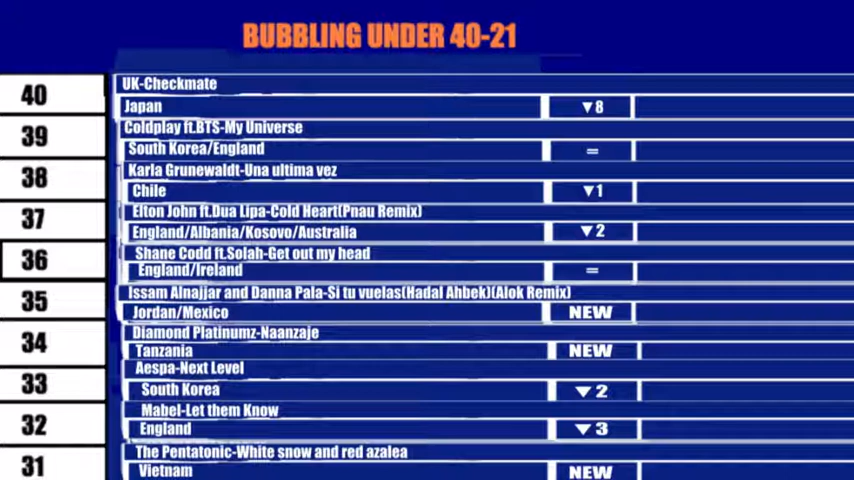 BUBBLING UNDER 40-21
40
UK-Checkmate
Japan ▼8
39
Coldplay ft.BTS-My Universe
South Korea/England =
38
Karla Grunewaldt-Una ultima vez
Chile ▼1
37
Elton John ft.Dua Lipa-Cold Heart(Pnau Remix)
England/Albania/Kosovo/Australia ▼2
36
Shane Codd ft.Solah-Get out my head
England/Ireland =
35
Issam Alnajjar and Danna Pala-Si tu vuelas(Hadal Ahbek)(Alok Remix)
Jordan/Mexico NEW
34
Diamond Platinumz-Naanzaje
Tanzania NEW
33
Aespa-Next Level
South Korea ▼2
32
Mabel-Let them Know
England ▼3
31
The Pentatonic-White snow and red azalea
Vietnam NEW